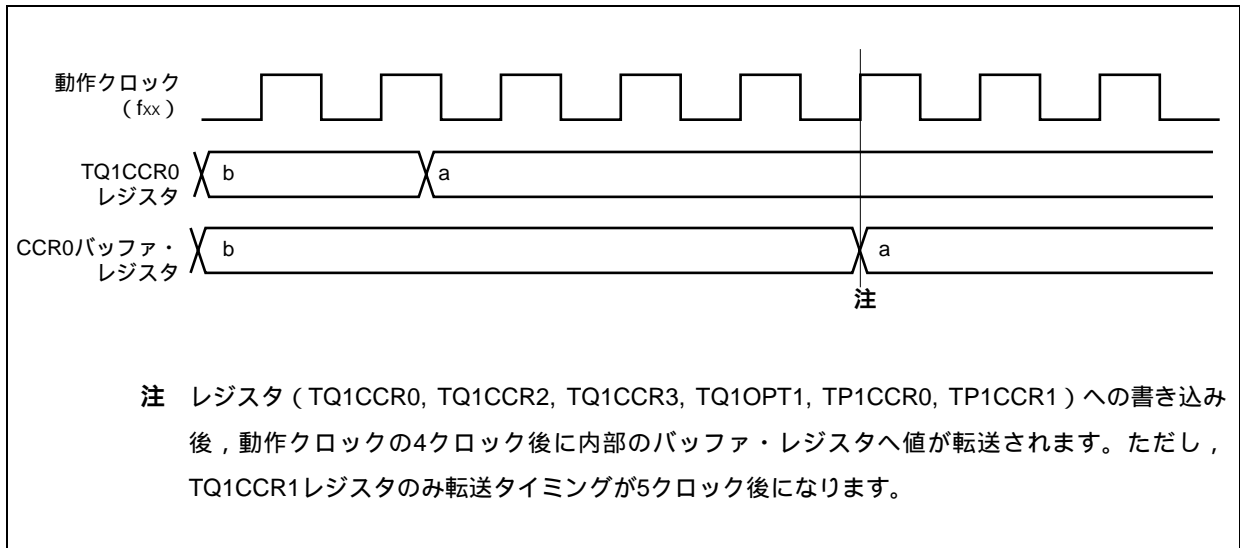 動作クロック
（fxx）
TQ1CCR0
レジスタ
b
a
CCR0バッファ・
レジスタ
b
a
注
注 レジスタ（TQ1CCR0, TQ1CCR2, TQ1CCR3, TQ1OPT1, TP1CCR0, TP1CCR1）への書き込み
後，動作クロックの4クロック後に内部のバッファ・レジスタへ値が転送されます。ただし，
TQ1CCR1レジスタのみ転送タイミングが5クロック後になります。